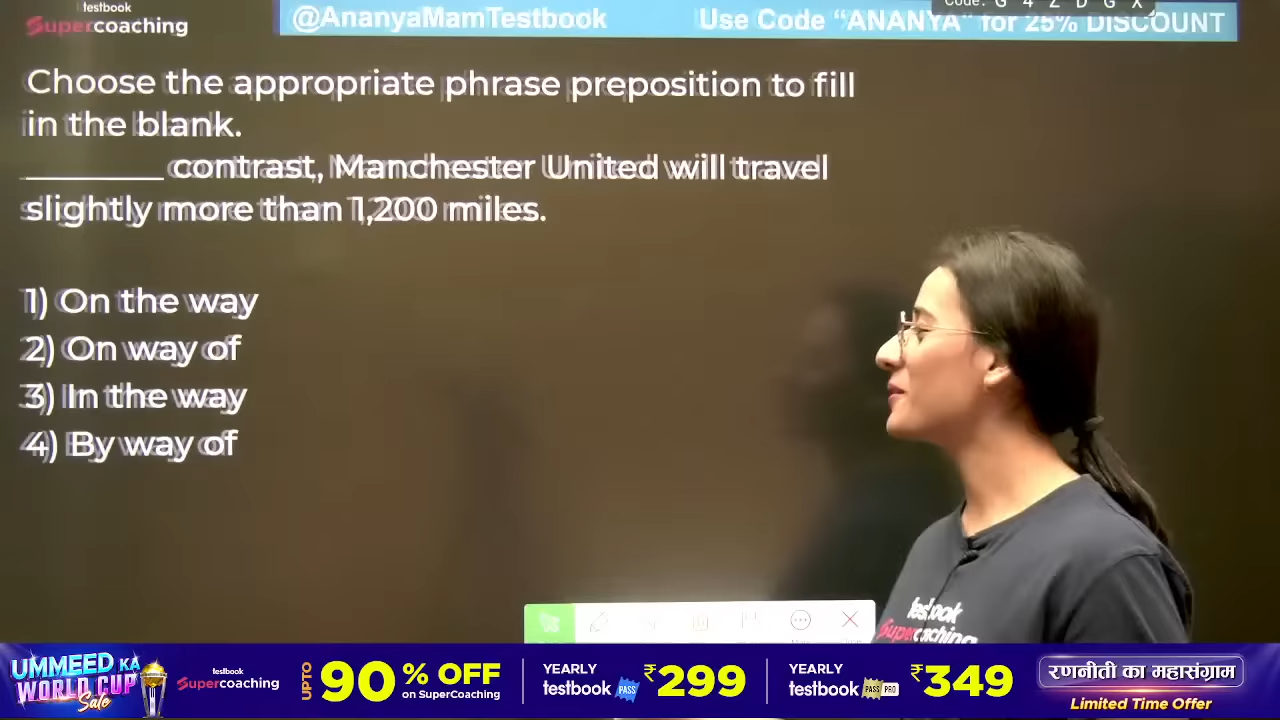 testbook
Supercoaching
@AnanyaMamTestbook
Use Code “ANANYA” for 25% DISCOUNT
Code: G 4 Z D G X
Choose the appropriate phrase preposition to fill
in the blank.
________ contrast, Manchester United will travel
slightly more than 1,200 miles.
1) On the way
2) On way of
3) In the way
4) By way of
testbook
Supercoaching
UMMEED KA
WORLD CUP
Sale
testbook
Supercoaching
UPTO 90% OFF
on SuperCoaching
YEARLY
testbook PASS
₹299
YEARLY
testbook PASS PRO
₹349
रणनीती का महासंग्राम
Limited Time Offer